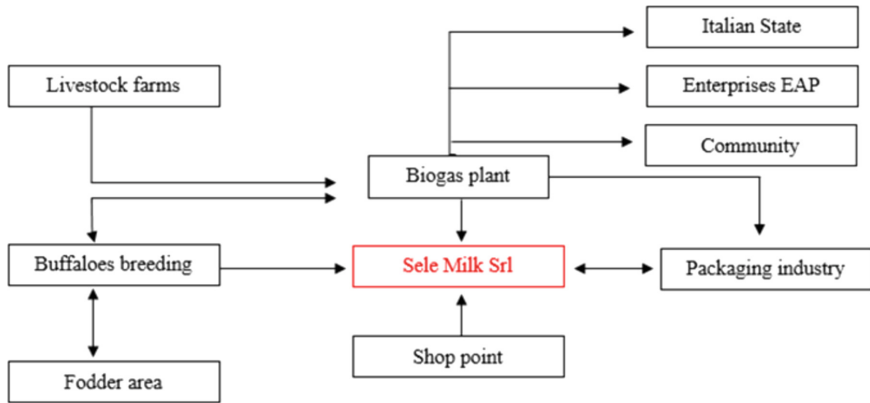 Italian State
Livestock farms
Enterprises EAP
Community
Biogas plant
Buffaloes breeding
Sele Milk Srl
Packaging industry
Shop point
Fodder area